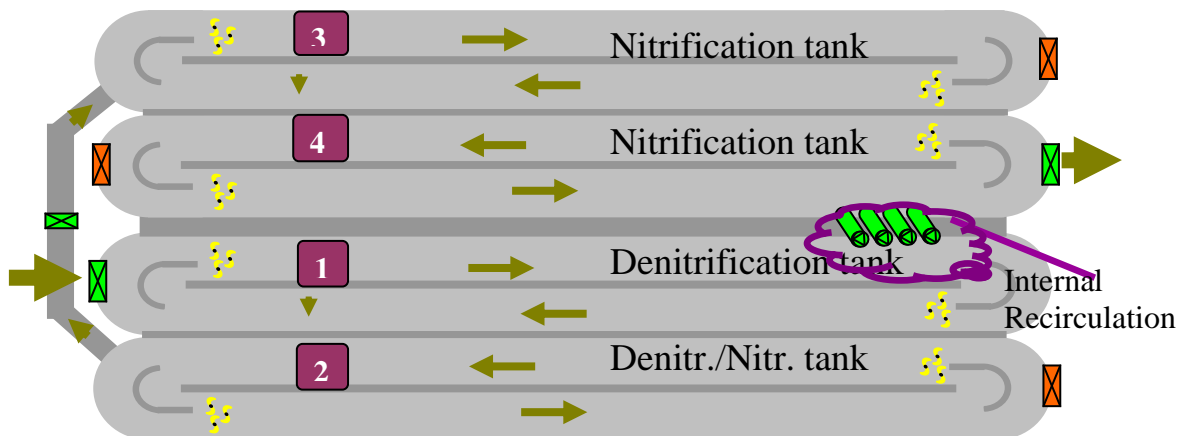 3
Nitrification tank
4
Nitrification tank
1
Denitrification tank
Internal
Recirculation
2
Denitr./Nitr. tank